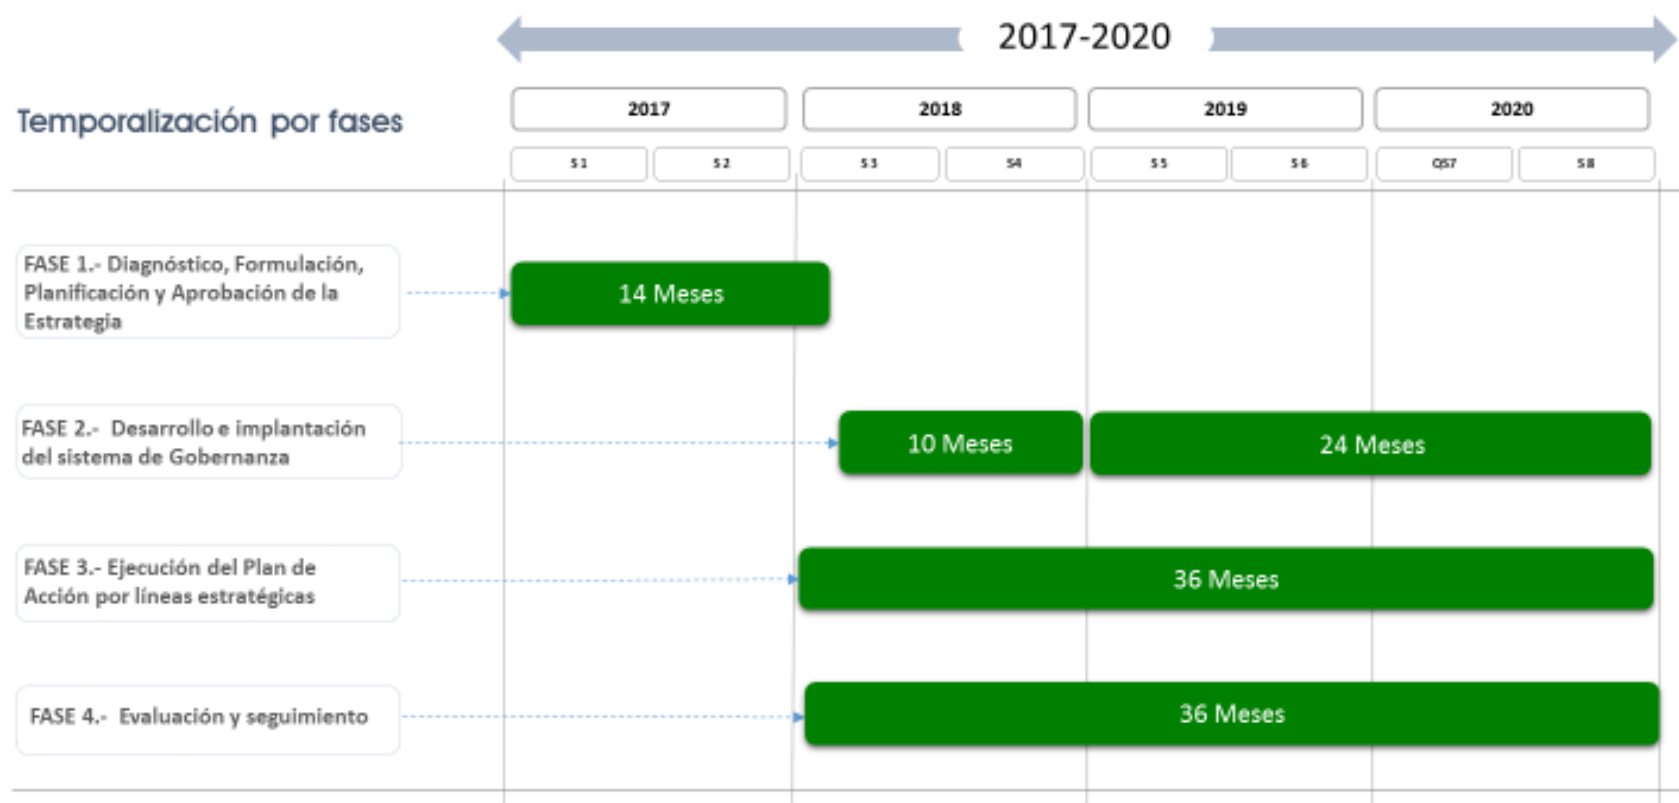 2017-2020
Temporalización por fases
2017
2018
2019
2020
S1
S2
S3
S4
S5
S6
QS7
S8
FASE 1.- Diagnóstico, Formulación,
Planificación y Aprobación de la
Estrategia
14 Meses
FASE 2.- Desarrollo e implantación
del sistema de Gobernanza
10 Meses
24 Meses
FASE 3.- Ejecución del Plan de
Acción por líneas estratégicas
36 Meses
FASE 4.- Evaluación y seguimiento
36 Meses